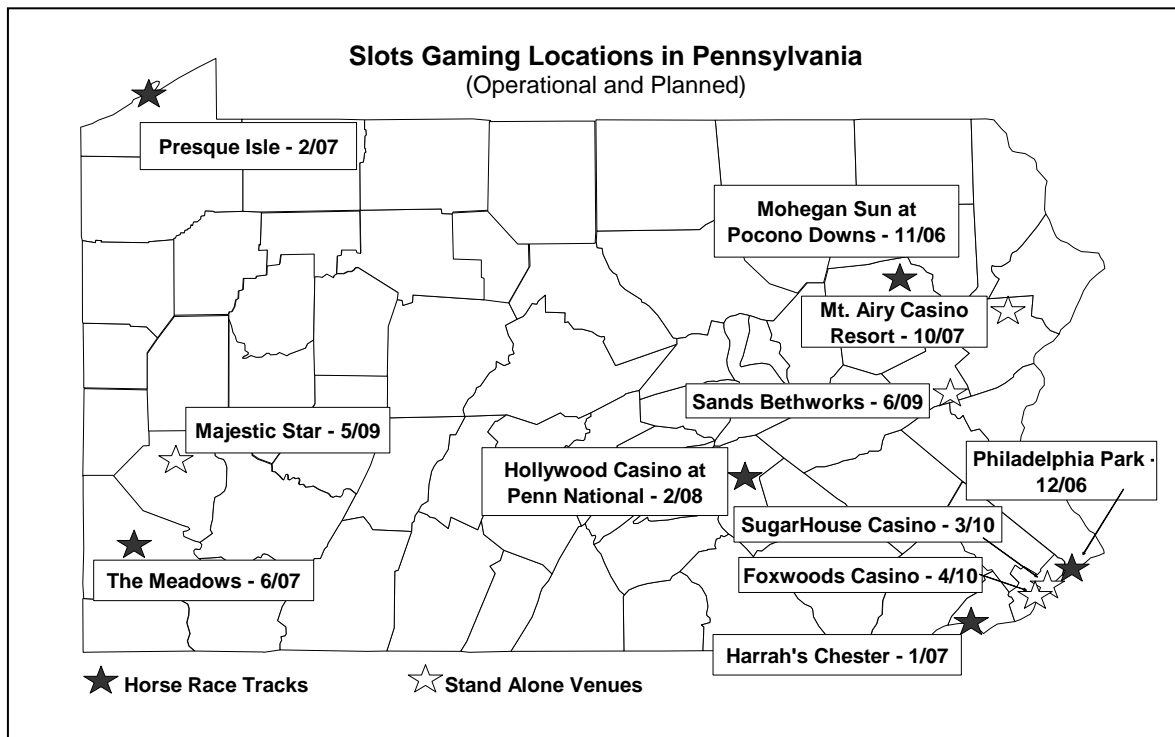 Slots Gaming Locations in Pennsylvania
(Operational and Planned)
Presque Isle - 2/07
Mohegan Sun at
Pocono Downs - 11/06
Mt. Airy Casino
Resort - 10/07
Sands Bethworks - 6/09
Majestic Star - 5/09
Philadelphia Park -
12/06
Hollywood Casino at
Penn National - 2/08
SugarHouse Casino - 3/10
The Meadows - 6/07
Foxwoods Casino - 4/10
Harrah's Chester - 1/07
Horse Race Tracks
Stand Alone Venues